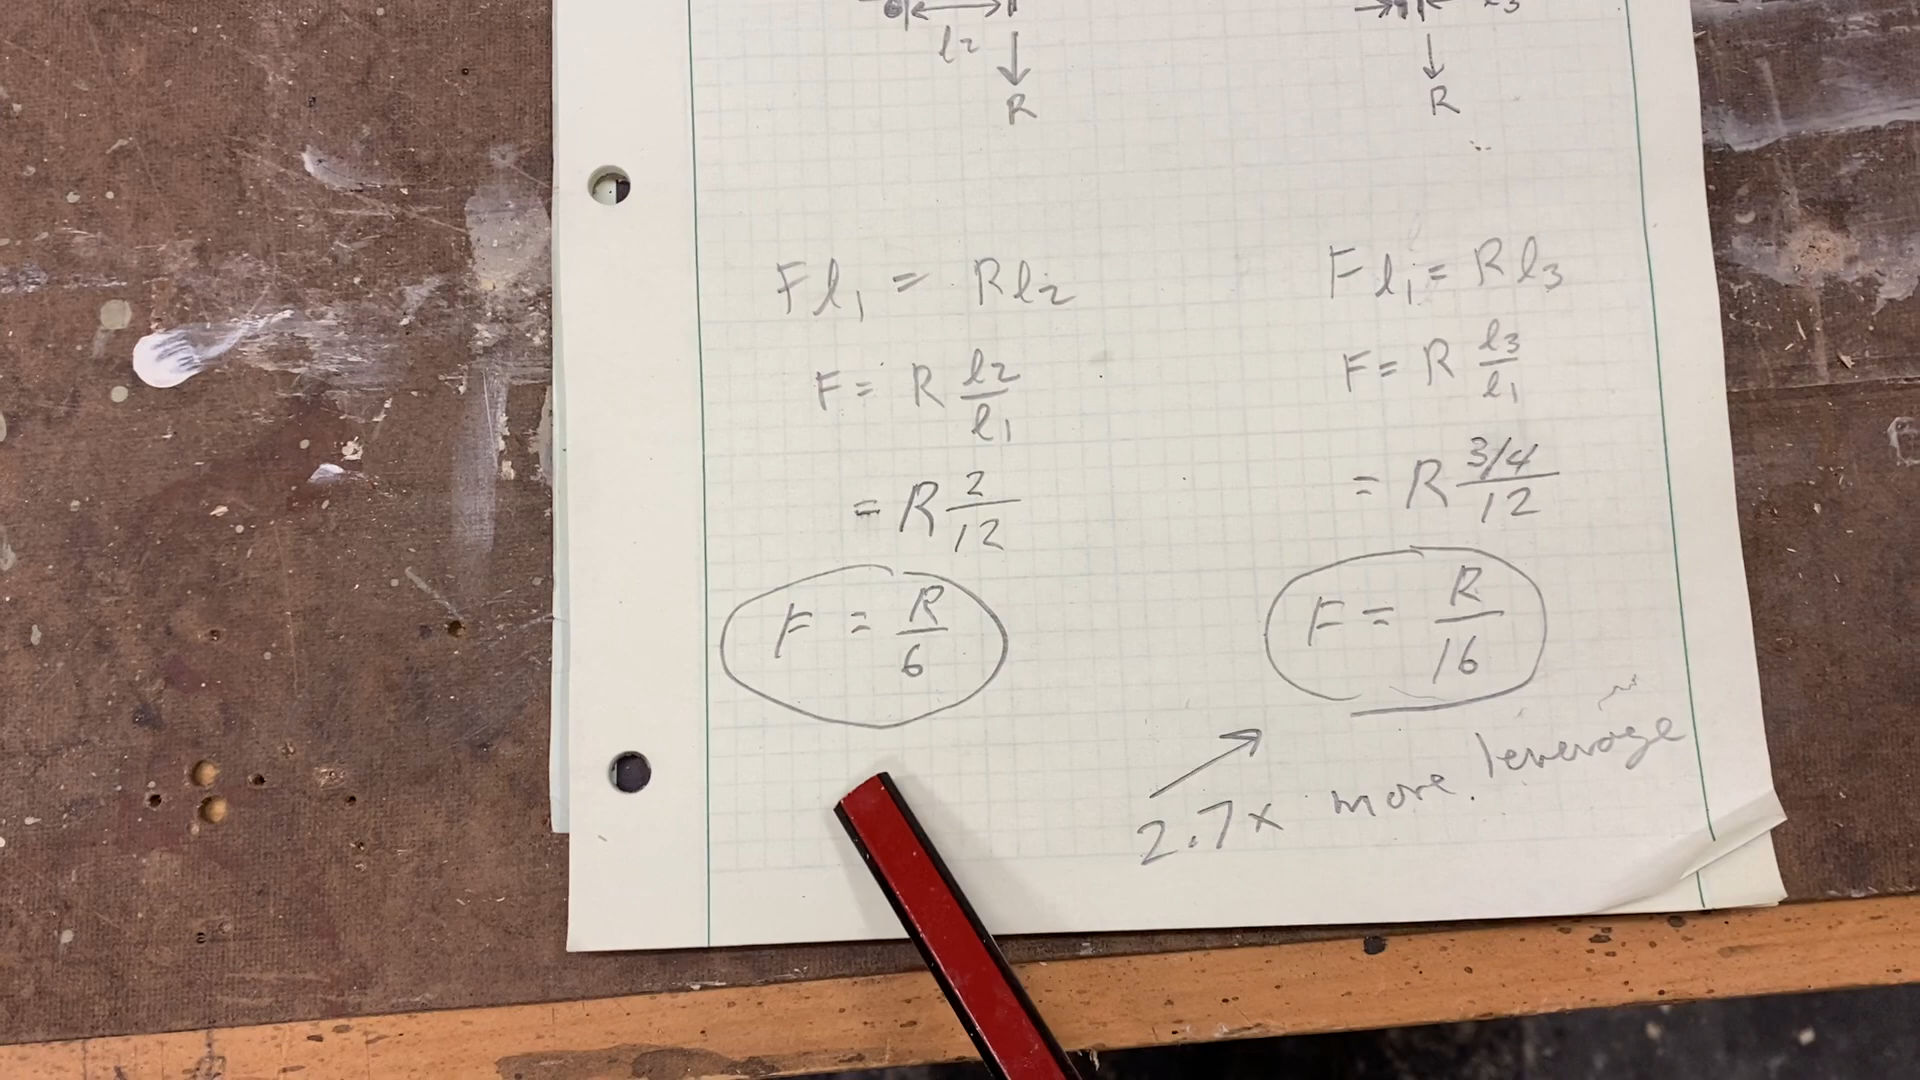 l2
l3
R
R
Fl1 = Rl2
F = R l2/l1
= R 2/12
F = R/6
Fl1 = Rl3
F = R l3/l1
= R 3/4/12
F = R/16
2.7x more leverage